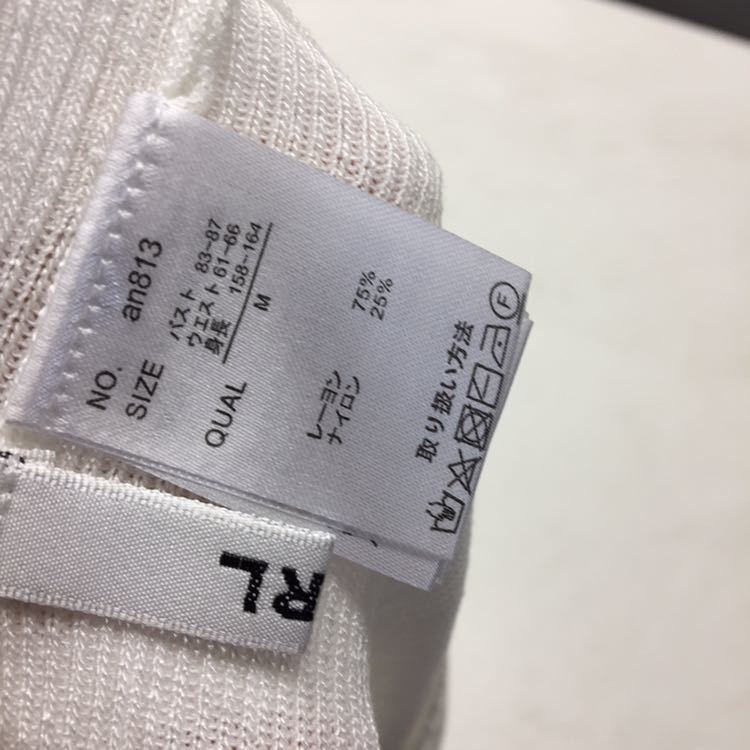 NO. an813
SIZE バスト 83-87
ウエスト 61-66
身長 158-164
M
QUAL
レーヨン 75%
ナイロン 25%
取り扱い方法
F
RL